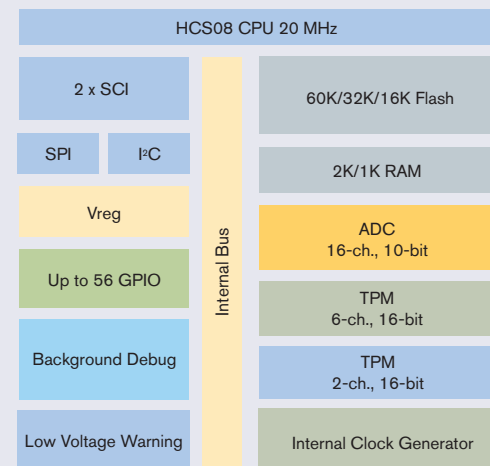 HCS08 CPU 20 MHz
2 x SCI
SPI
I²C
Vreg
Up to 56 GPIO
Background Debug
Low Voltage Warning
Internal Bus
60K/32K/16K Flash
2K/1K RAM
ADC
16-ch., 10-bit
TPM
6-ch., 16-bit
TPM
2-ch., 16-bit
Internal Clock Generator